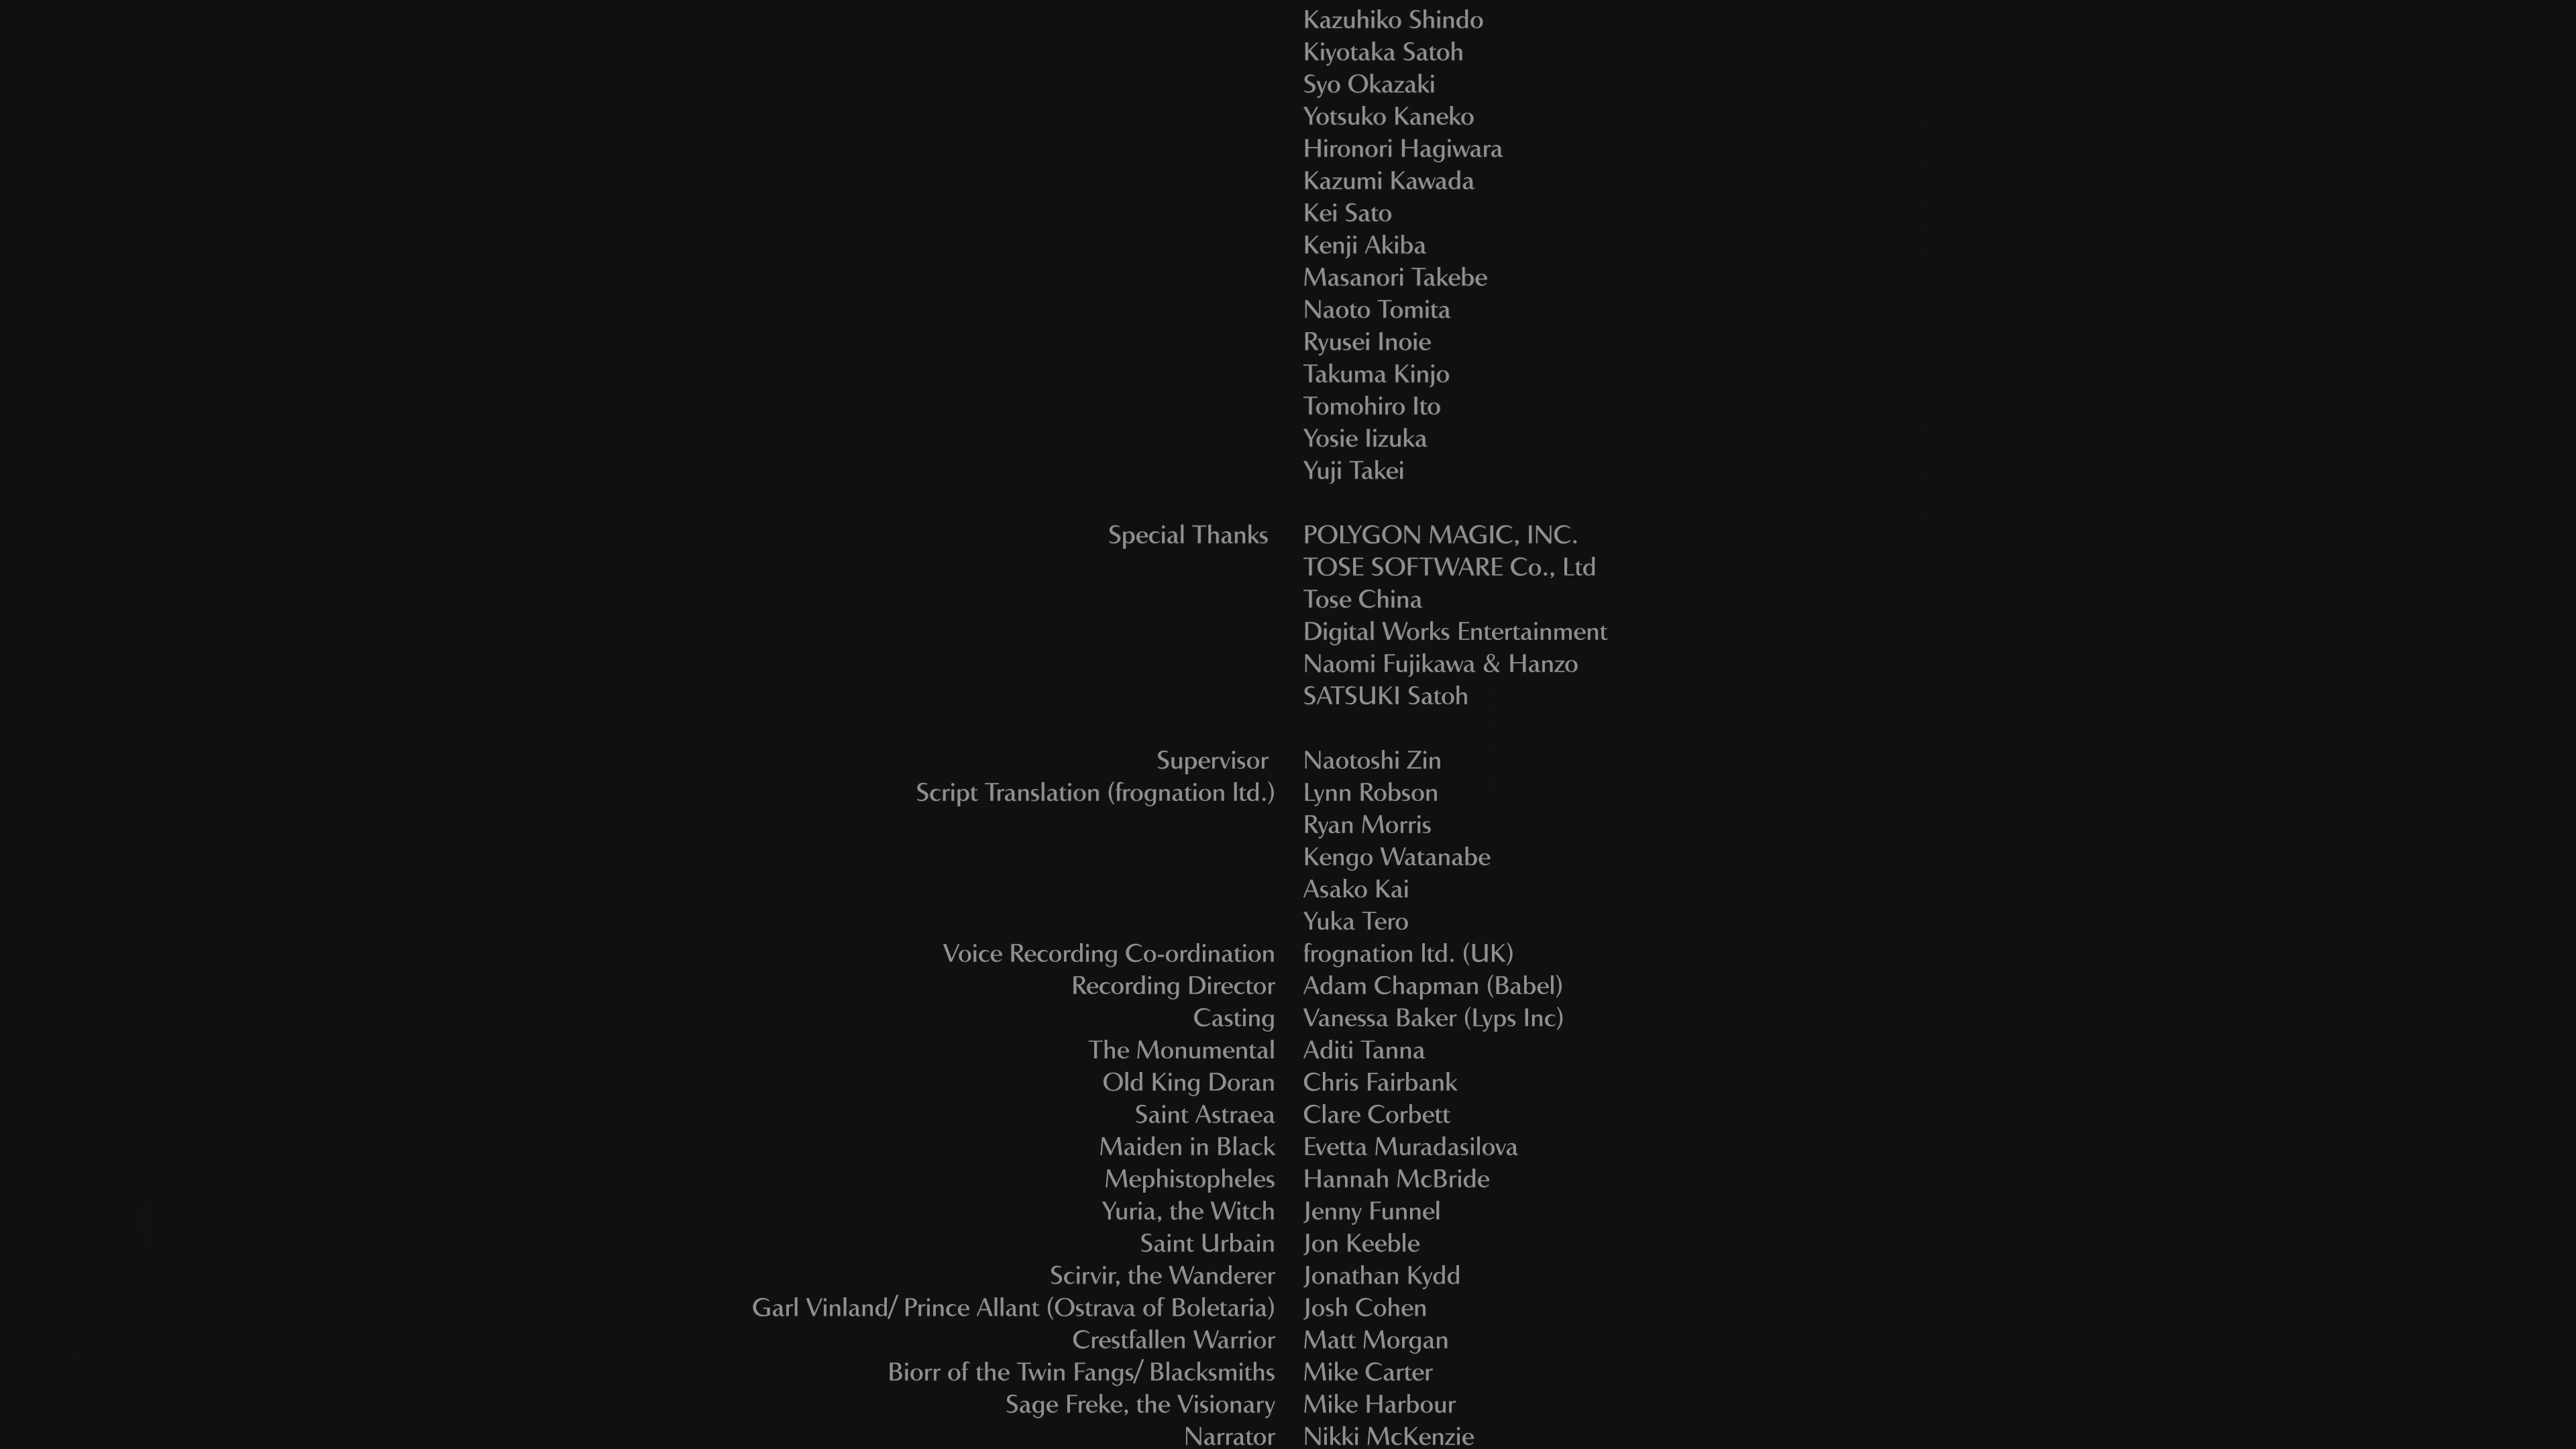 Kazuhiko Shindo
Kiyotaka Satoh
Syo Okazaki
Yotsuko Kaneko
Hironori Hagiwara
Kazumi Kawada
Kei Sato
Kenji Akiba
Masanori Takebe
Naoto Tomita
Ryusei Inoie
Takuma Kinjo
Tomohiro Ito
Yosie Iizuka
Yuji Takei
Special Thanks POLYGON MAGIC, INC.
TOSE SOFTWARE Co., Ltd
Tose China
Digital Works Entertainment
Naomi Fujikawa & Hanzo
SATSUKI Satoh
Supervisor Naotoshi Zin
Script Translation (frognation ltd.) Lynn Robson
Ryan Morris
Kengo Watanabe
Asako Kai
Yuka Tero
Voice Recording Co-ordination frognation ltd. (UK)
Recording Director Adam Chapman (Babel)
Casting Vanessa Baker (Lyps Inc)
The Monumental Aditi Tanna
Old King Doran Chris Fairbank
Saint Astraea Clare Corbett
Maiden in Black Evetta Muradasilova
Mephistopheles Hannah McBride
Yuria, the Witch Jenny Funnel
Saint Urbain Jon Keeble
Scirvir, the Wanderer Jonathan Kydd
Garl Vinland/ Prince Allant (Ostrava of Boletaria) Josh Cohen
Crestfallen Warrior Matt Morgan
Biorr of the Twin Fangs/ Blacksmiths Mike Carter
Sage Freke, the Visionary Mike Harbour
Narrator Nikki McKenzie